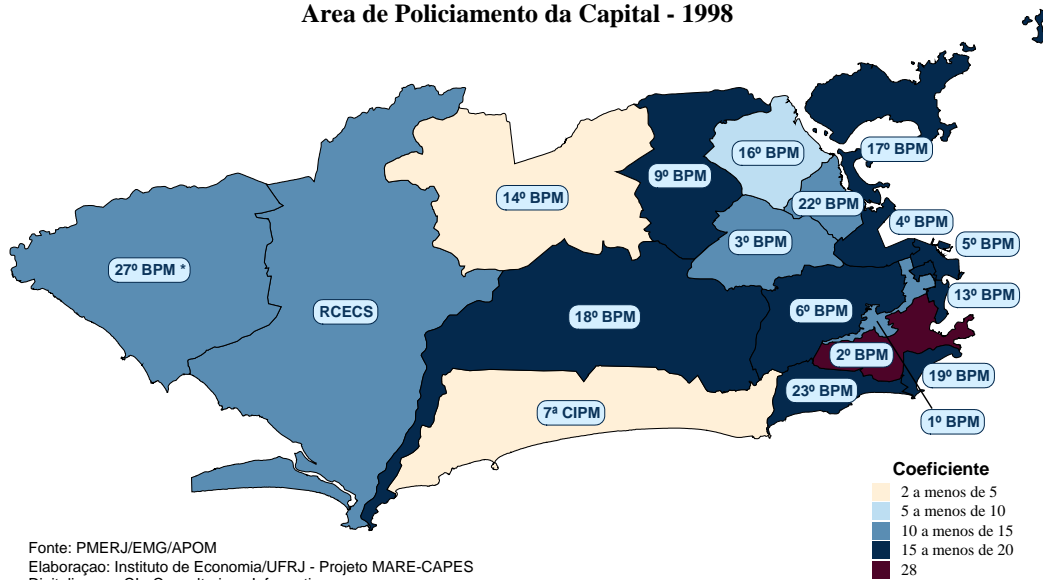 Area de Policiamento da Capital - 1998
17º BPM
16º BPM
9º BPM
14º BPM
22º BPM
4º BPM
3º BPM
5º BPM
27º BPM *
13º BPM
RCECS
6º BPM
18º BPM
2º BPM
19º BPM
23º BPM
7ª CIPM
1º BPM
Coeficiente
2 a menos de 5
5 a menos de 10
10 a menos de 15
15 a menos de 20
28
Fonte: PMERJ/EMG/APOM
Elaboraçao: Instituto de Economia/UFRJ - Projeto MARE-CAPES